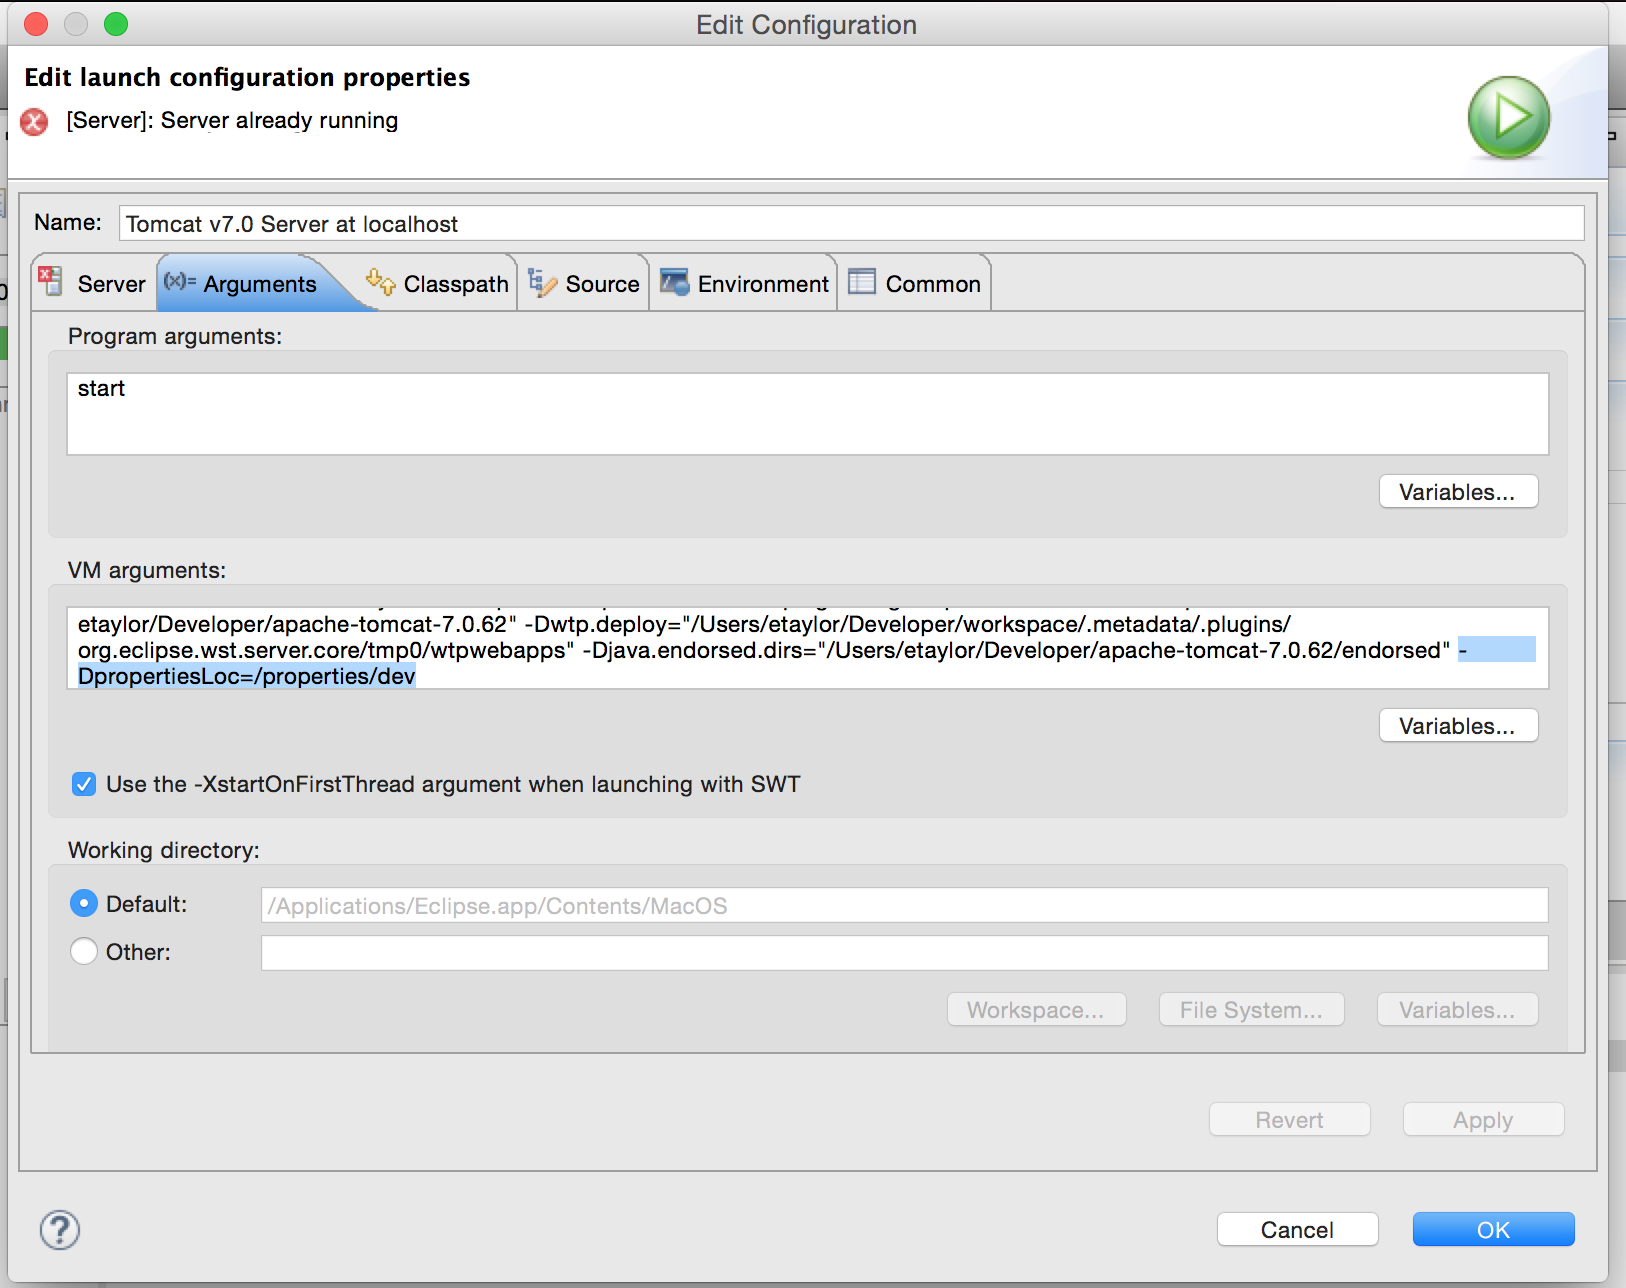 Edit Configuration
Edit launch configuration properties
[Server]: Server already running
Name: Tomcat v7.0 Server at localhost
Server (x)= Arguments Classpath Source Environment Common
Program arguments:
start
Variables...
VM arguments:
etaylor/Developer/apache-tomcat-7.0.62" -Dwtp.deploy="/Users/etaylor/Developer/workspace/.metadata/.plugins/
org.eclipse.wst.server.core/tmp0/wtpwebapps" -Djava.endorsed.dirs="/Users/etaylor/Developer/apache-tomcat-7.0.62/endorsed" -
DpropertiesLoc=/properties/dev
Variables...
Use the -XstartOnFirstThread argument when launching with SWT
Working directory:
Default: /Applications/Eclipse.app/Contents/MacOS
Other:
Workspace... File System... Variables...
Revert Apply
? Cancel OK